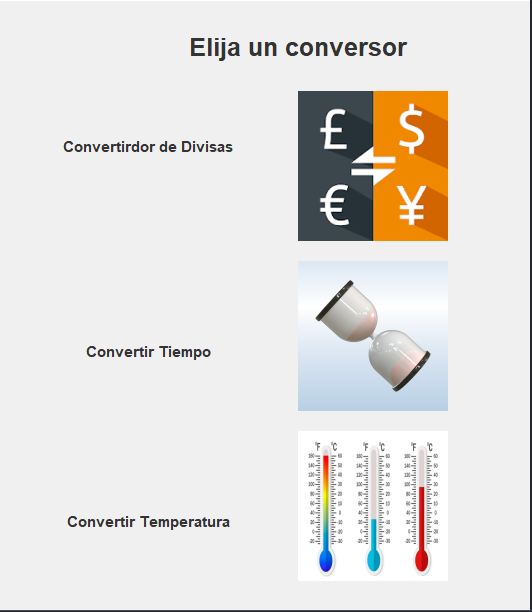 Elija un conversor
Convertirdor de Divisas
£ $
€ ¥
Convertir Tiempo
°F °C °F °C °F °C
Convertir Temperatura